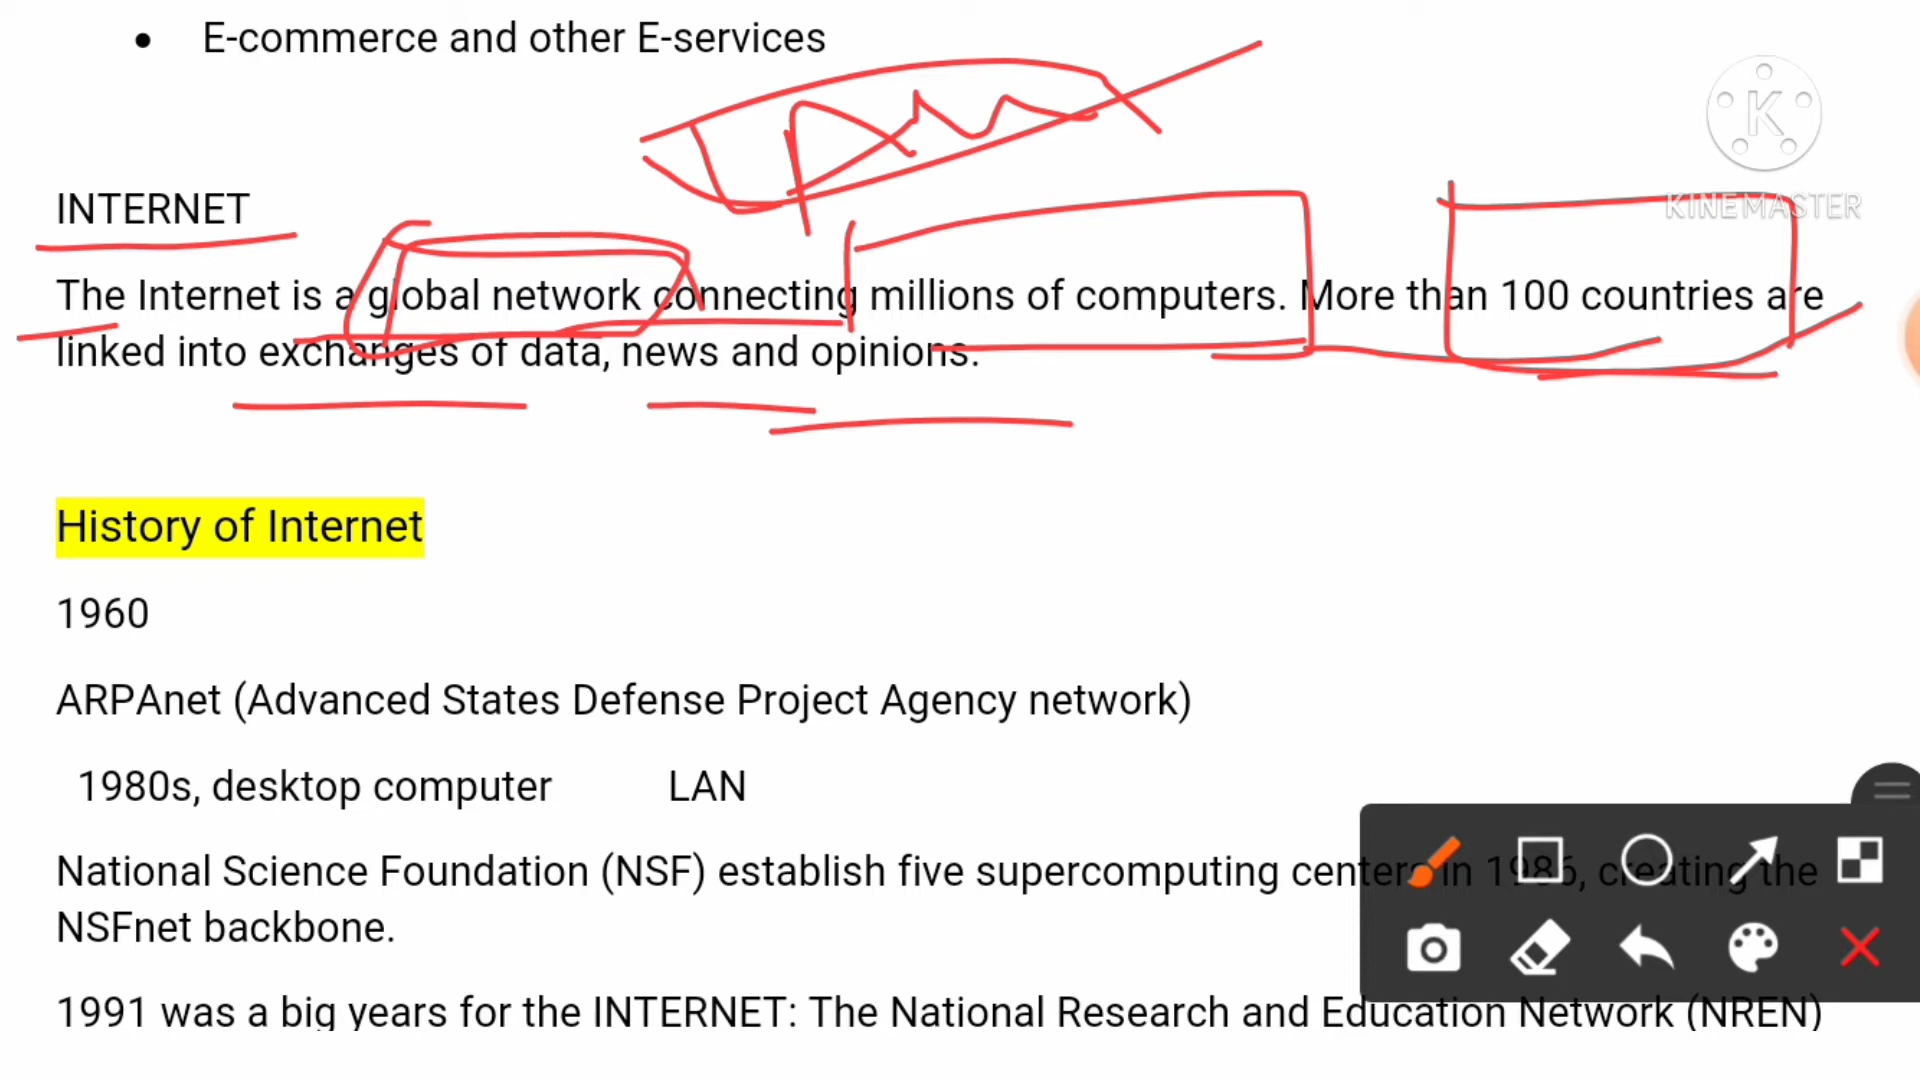 • E-commerce and other E-services
K
KINEMASTER
INTERNET
The Internet is a global network connecting millions of computers. More than 100 countries are
linked into exchanges of data, news and opinions.
History of Internet
1960
ARPAnet (Advanced States Defense Project Agency network)
1980s, desktop computer LAN
National Science Foundation (NSF) establish five supercomputing centers in 1986, creating the
NSFnet backbone.
1991 was a big years for the INTERNET: The National Research and Education Network (NREN)